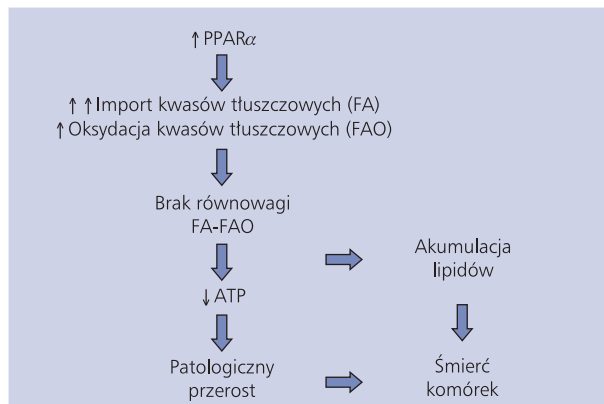 ↑ PPARα
↑ ↑ Import kwasów tłuszczowych (FA)
↑ Oksydacja kwasów tłuszczowych (FAO)
Brak równowagi
FA-FAO
Akumulacja
lipidów
↓ ATP
Patologiczny
przerost
Śmierć
komórek